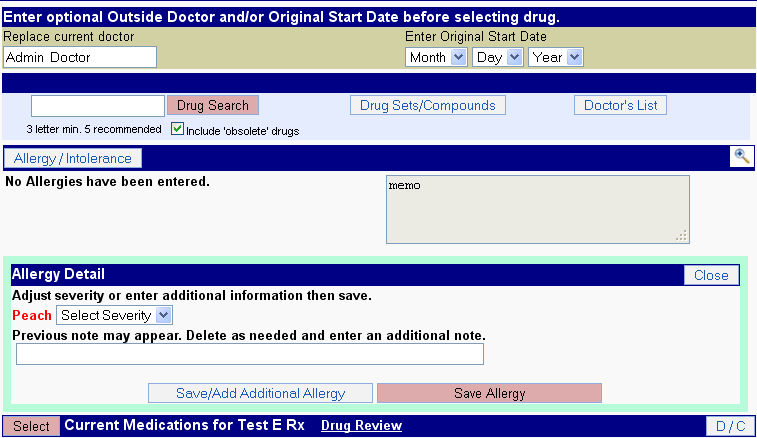 Enter optional Outside Doctor and/or Original Start Date before selecting drug.
Replace current doctor Enter Original Start Date
Admin Doctor Month Day Year
Drug Search Drug Sets/Compounds Doctor's List
3 letter min. 5 recommended Include 'obsolete' drugs
Allergy / Intolerance
No Allergies have been entered. memo
Allergy Detail Close
Adjust severity or enter additional information then save.
Peach Select Severity
Previous note may appear. Delete as needed and enter an additional note.
Save/Add Additional Allergy Save Allergy
Select Current Medications for Test E Rx Drug Review D / C